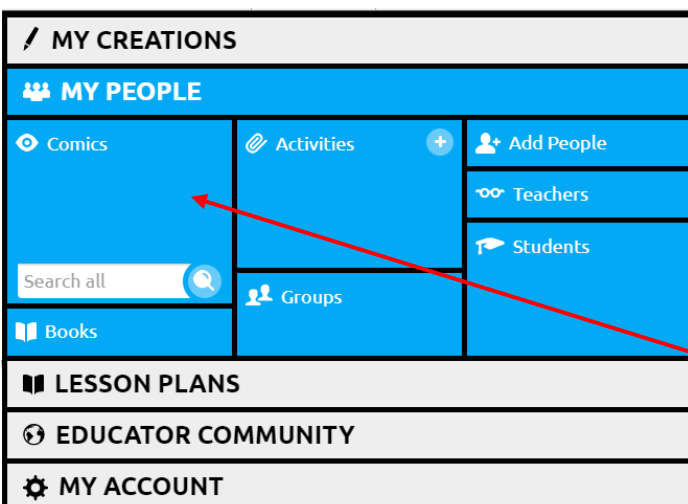 MY CREATIONS
MY PEOPLE
Comics
Search all
Books
Activities
Groups
Add People
Teachers
Students
LESSON PLANS
EDUCATOR COMMUNITY
MY ACCOUNT